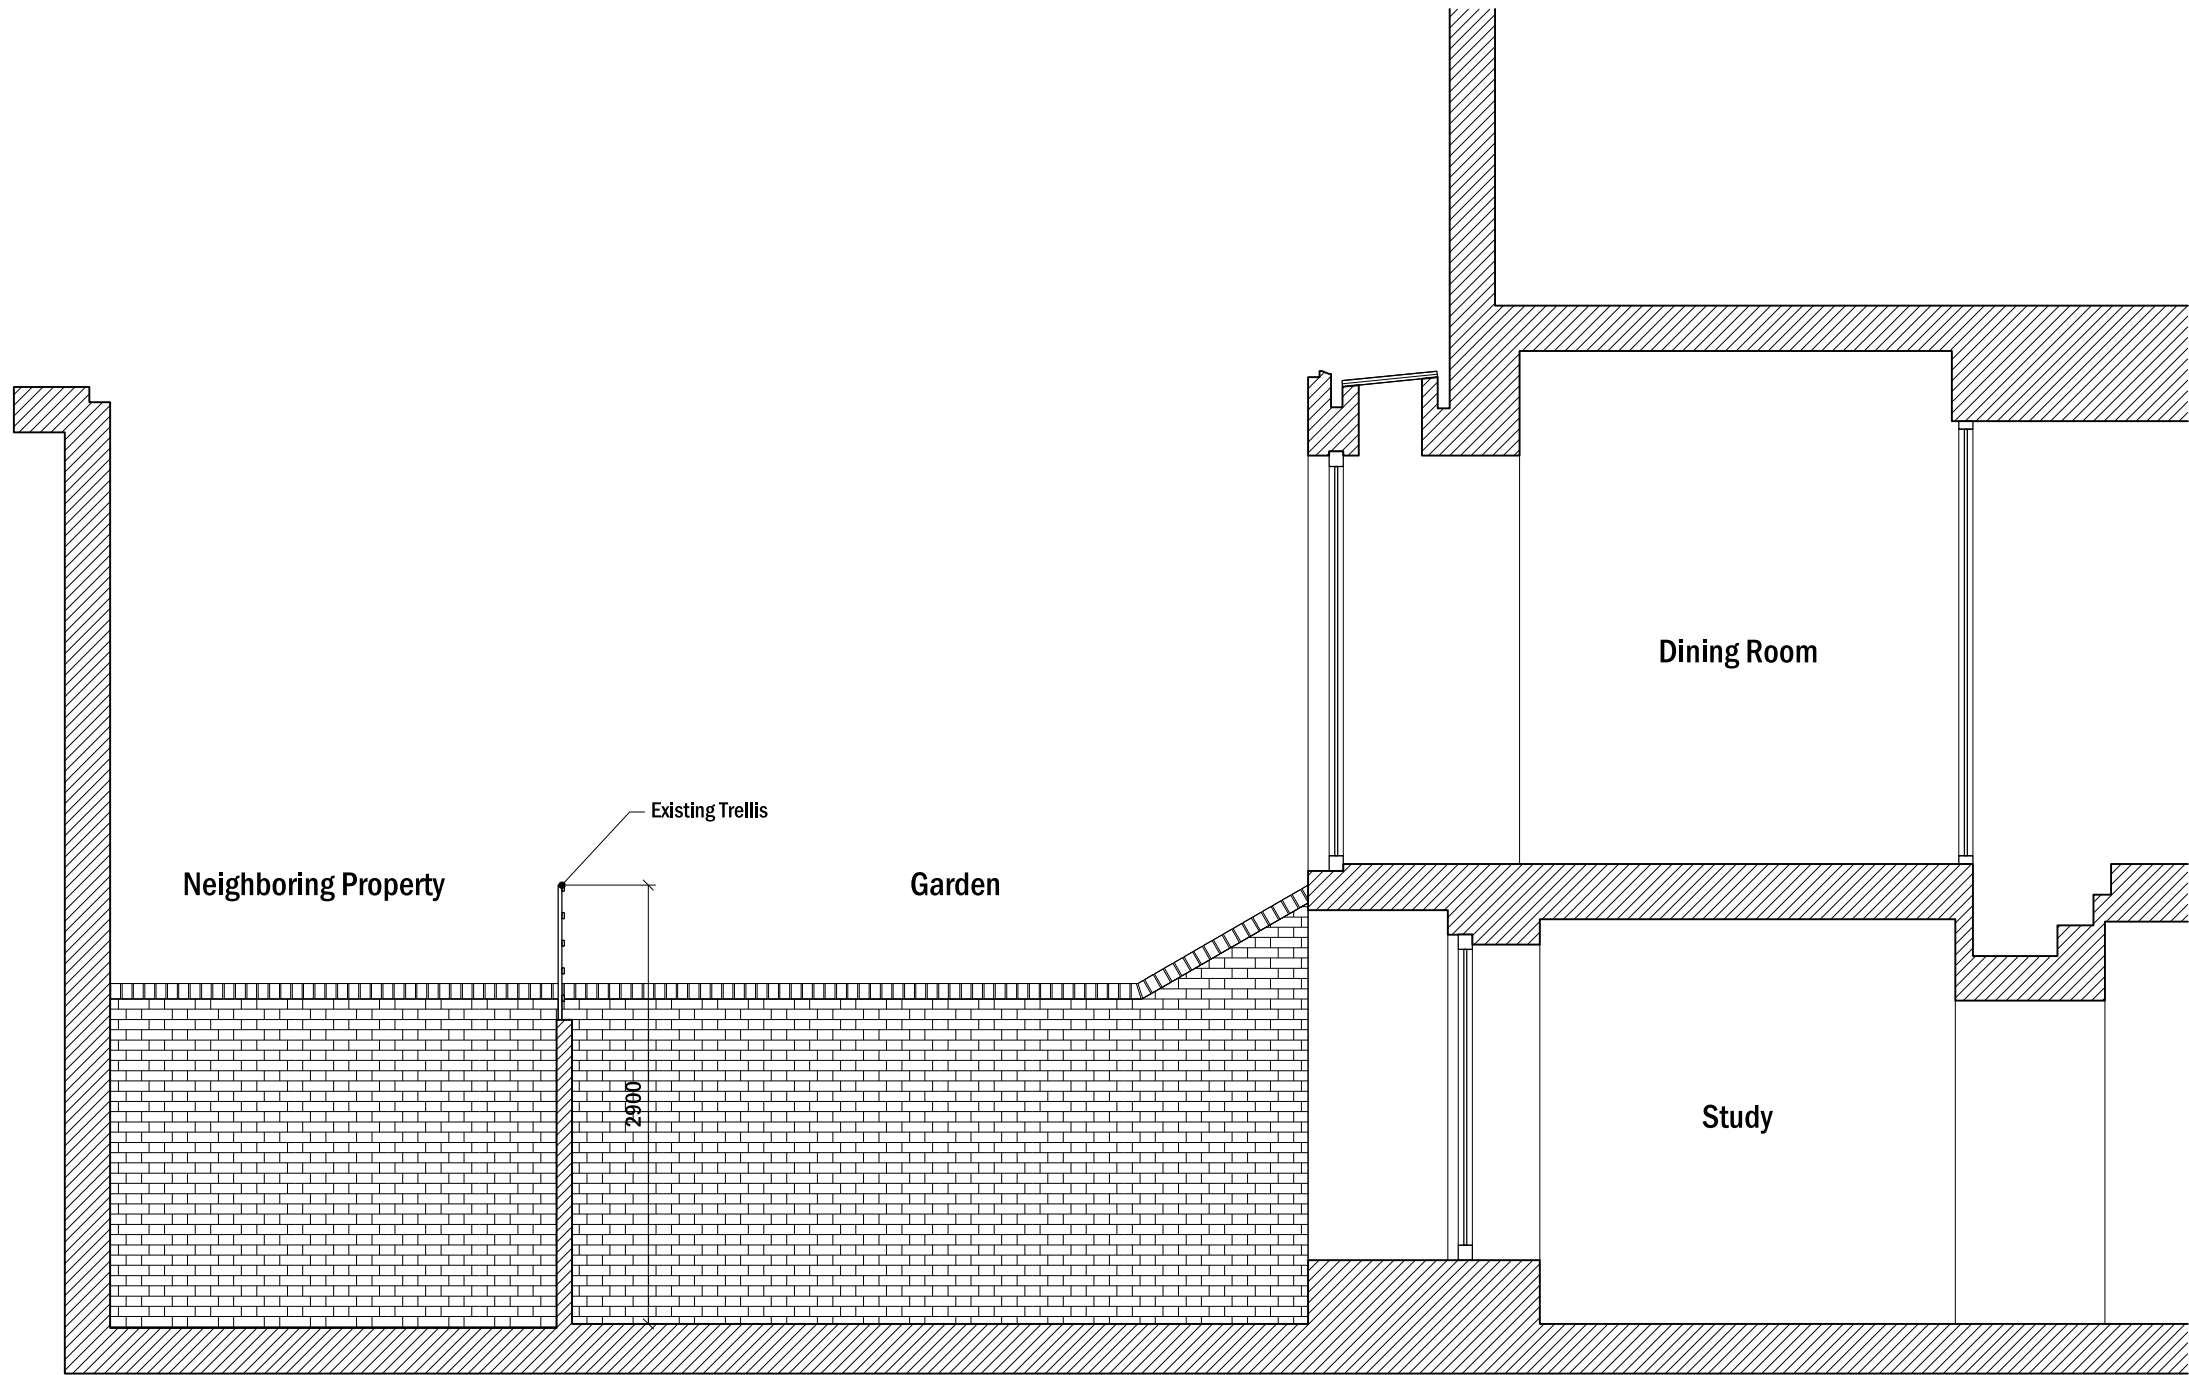 Dining Room
Existing Trellis
Neighboring Property
Garden
2900
Study